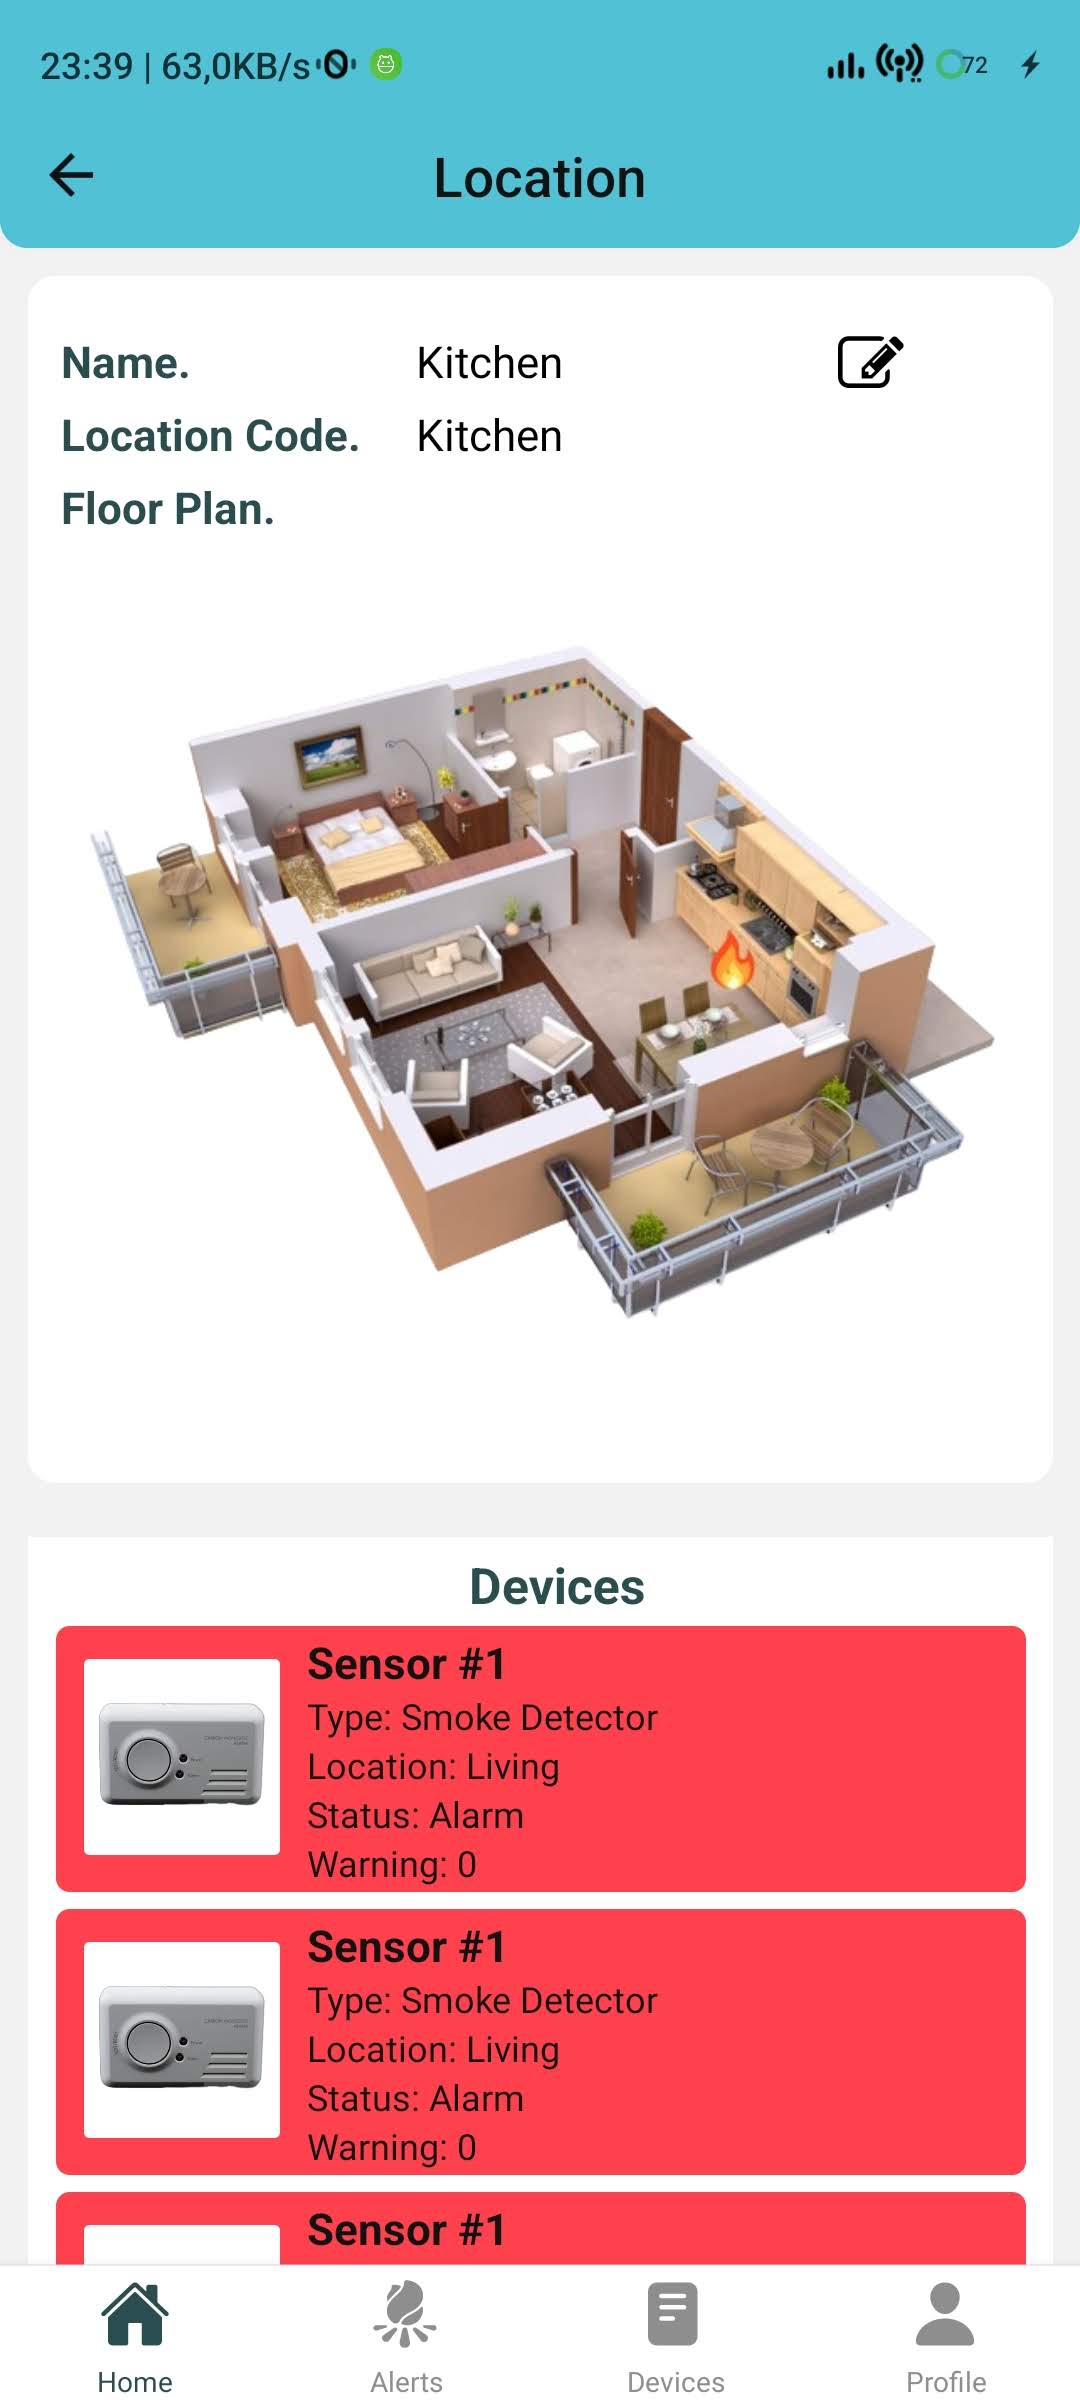 23:39 | 63,0KB/s
72
Location
Name. Kitchen
Location Code. Kitchen
Floor Plan.
Devices
Sensor #1
Type: Smoke Detector
Location: Living
Status: Alarm
Warning: 0
Sensor #1
Type: Smoke Detector
Location: Living
Status: Alarm
Warning: 0
Sensor #1
Home Alerts Devices Profile